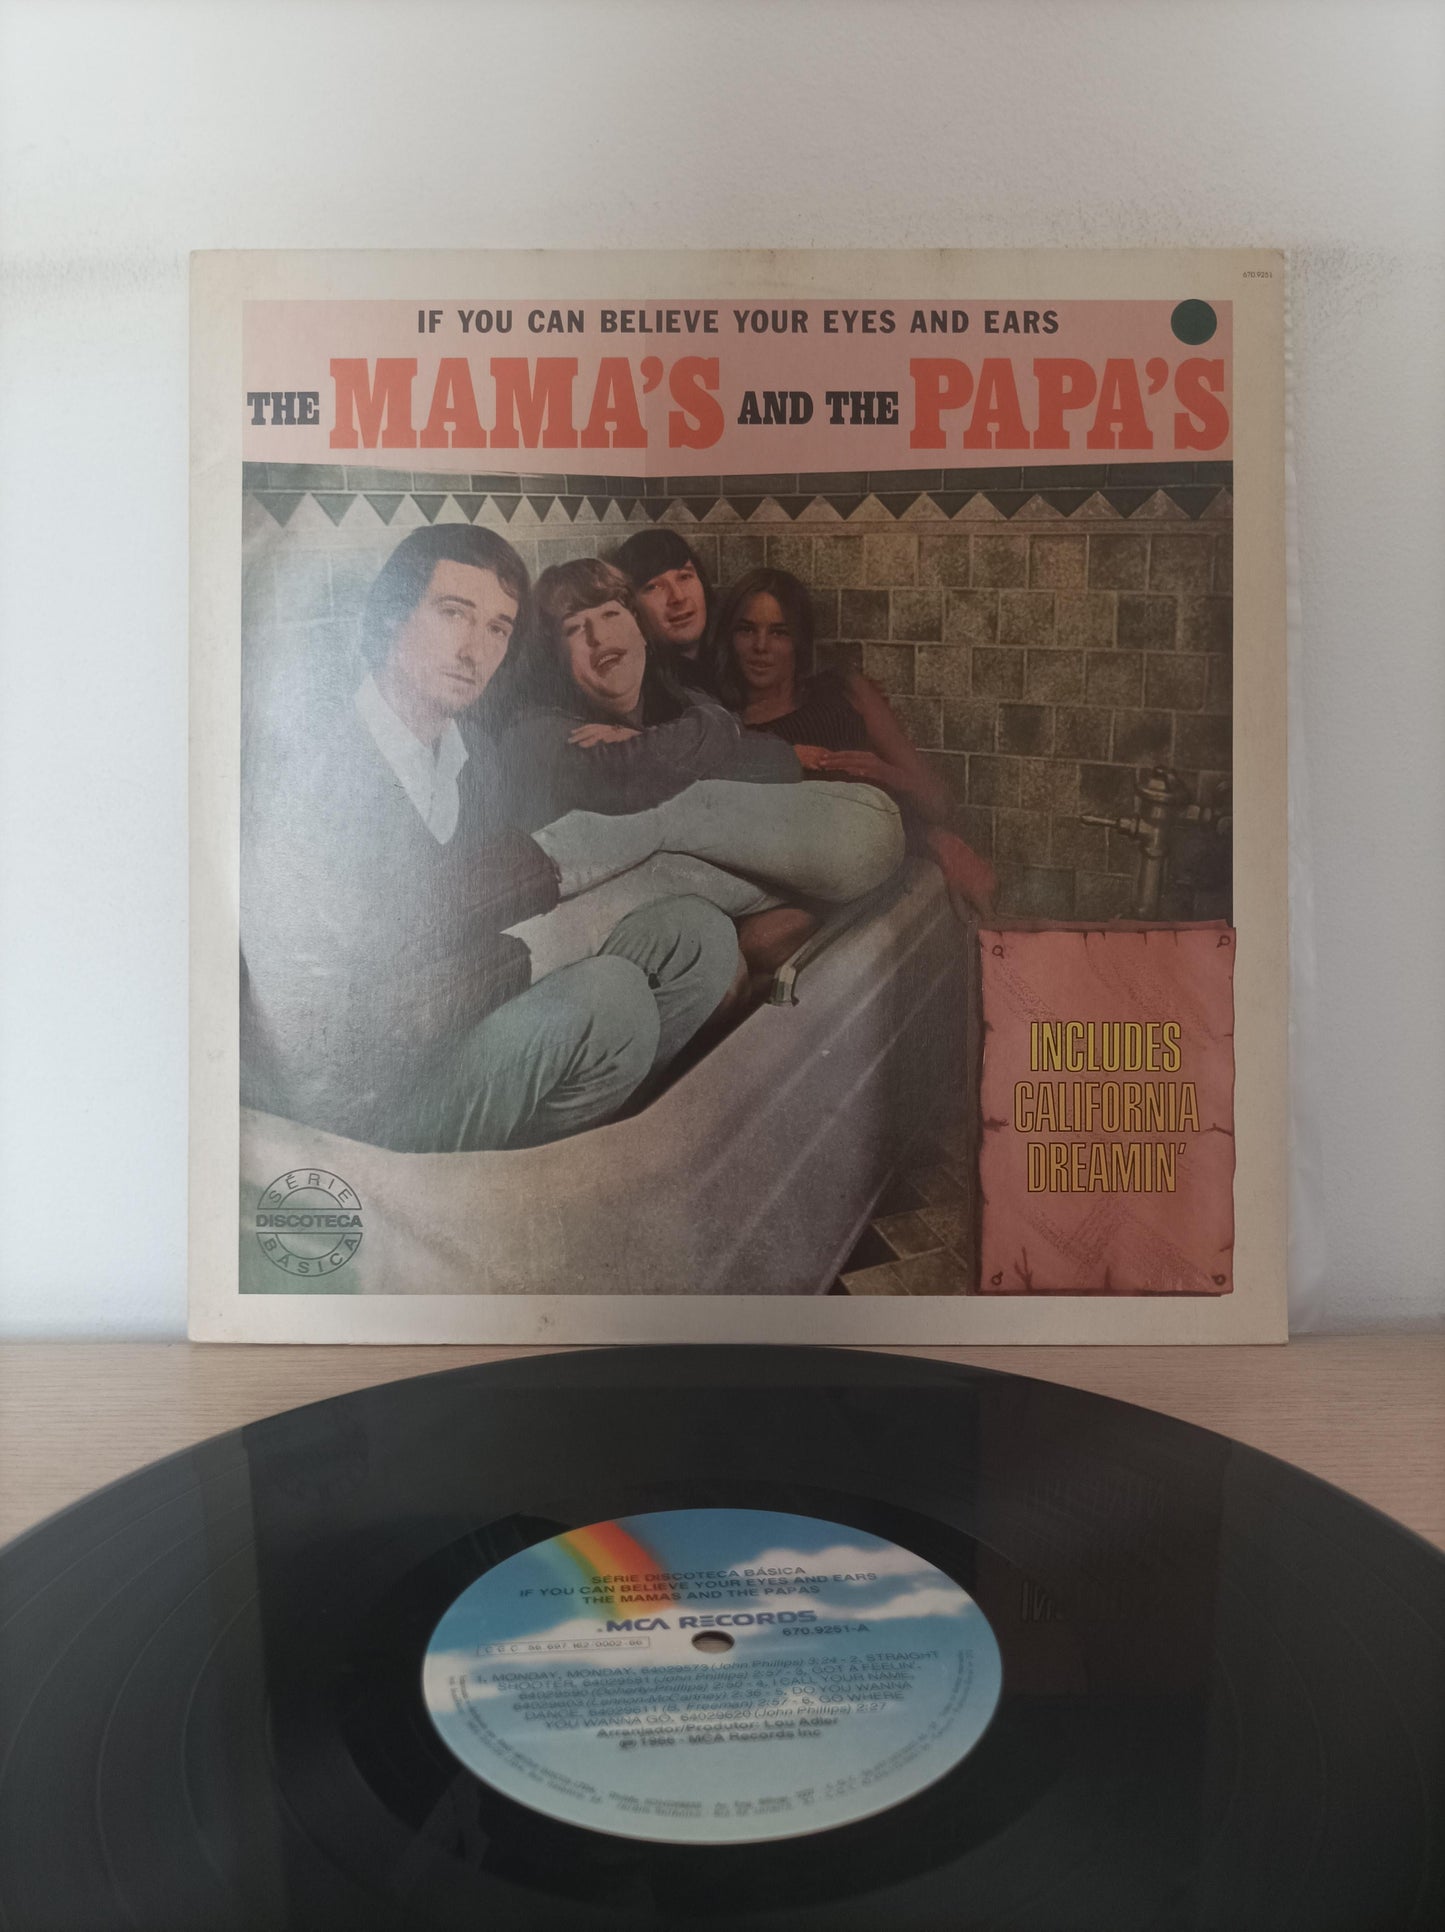 670.9251
IF YOU CAN BELIEVE YOUR EYES AND EARS
THE MAMA'S AND THE PAPA'S
INCLUDES
CALIFORNIA
DREAMIN'
SÉRIE
DISCOTECA
BÁSICA
SÉRIE DISCOTECA BÁSICA
IF YOU CAN BELIEVE YOUR EYES AND EARS
THE MAMAS AND THE PAPAS
MCA RECORDS
670.9251-A
1. MONDAY, MONDAY, 64029573 (John Phillips) 3:24 - 2. STRAIGHT
SHOOTER, 64029581 (John Phillips) 2:57 - 3. GOT A FEELIN',
64029590 (Doherty-Phillips) 2:50 - 4. I CALL YOUR NAME,
64029603 (Lennon-McCartney) 2:35 - 5. DO YOU WANNA
DANCE, 64029611 (B. Freeman) 2:57 - 6. GO WHERE
YOU WANNA GO, 64029620 (John Phillips) 2:27
Arranjador/Produtor: Lou Adler
1966 - MCA Records Inc